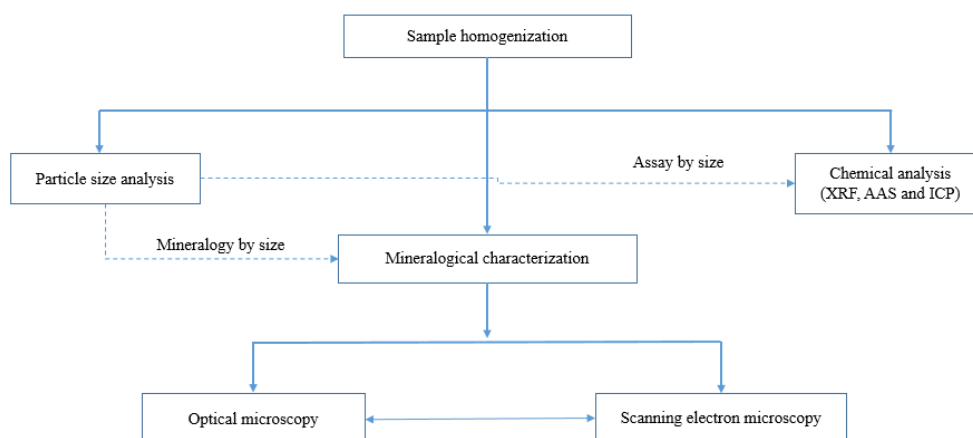 Sample homogenization
Particle size analysis
Assay by size
Chemical analysis
(XRF, AAS and ICP)
Mineralogy by size
Mineralogical characterization
Optical microscopy
Scanning electron microscopy